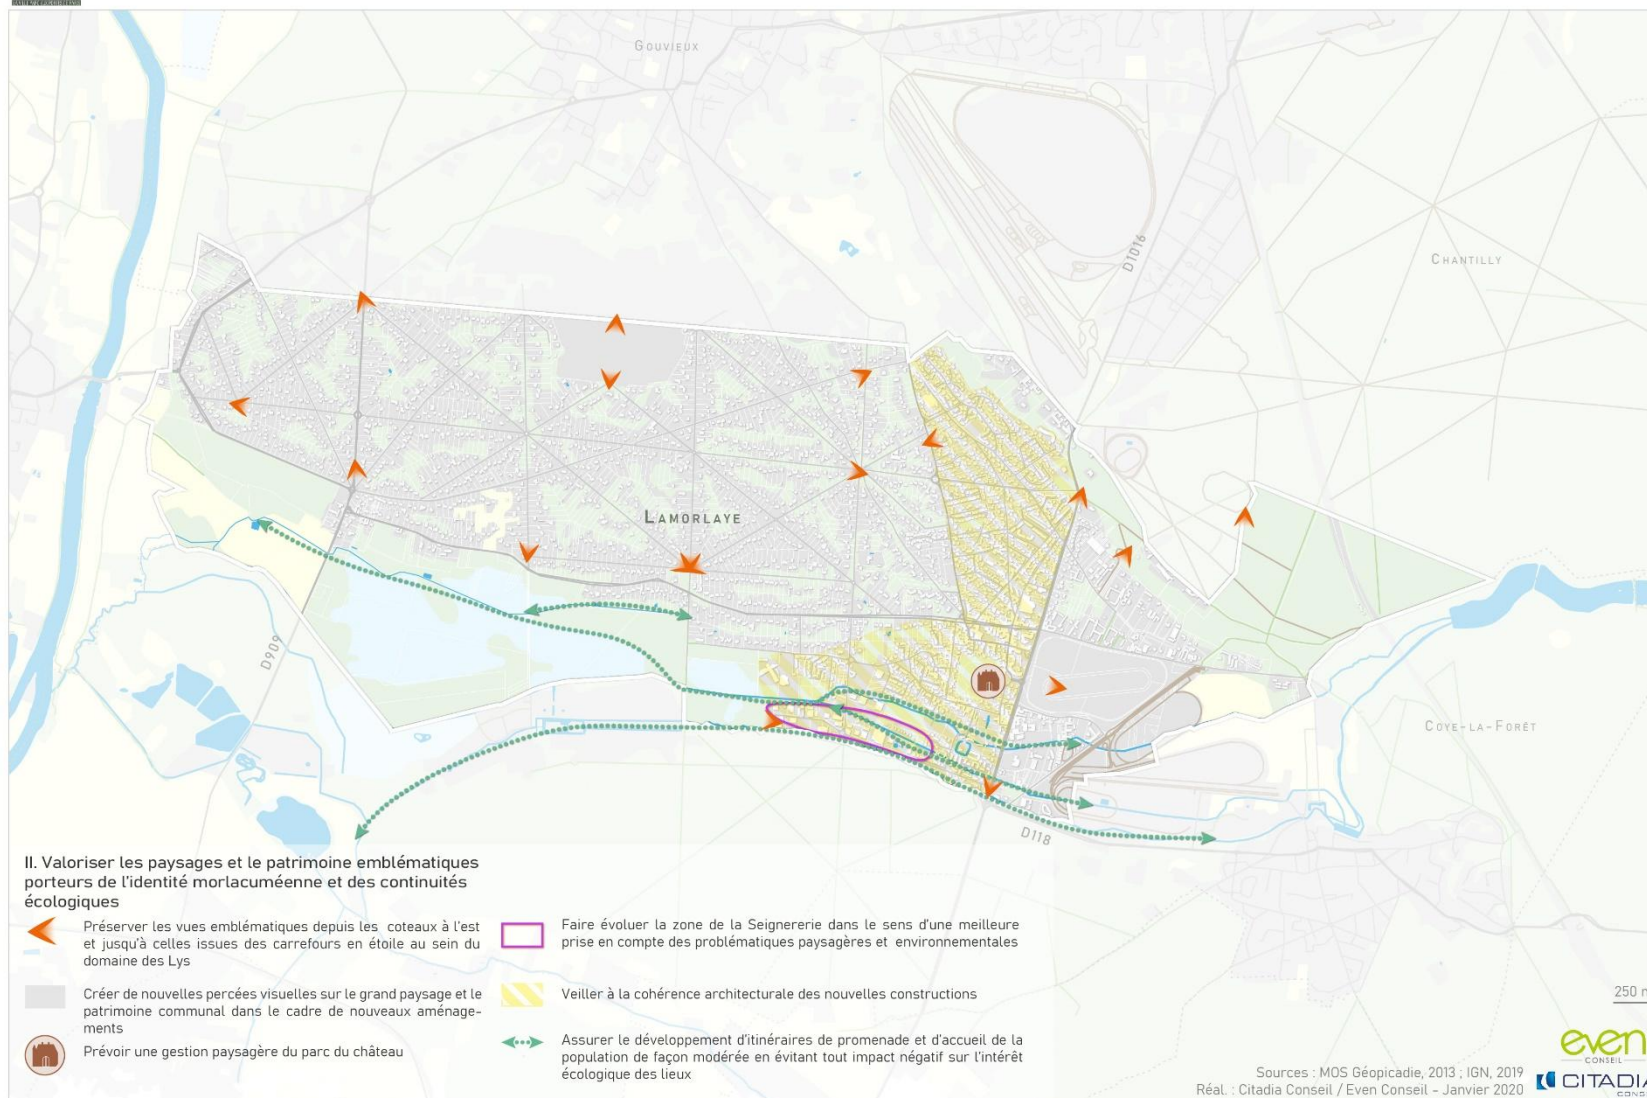 GOUVIEUX
D1016
CHANTILLY
LAMORLAYE
D909
COYE-LA-FORÊT
D118
II. Valoriser les paysages et le patrimoine emblématiques
porteurs de l'identité morlacuméenne et des continuités
écologiques
Préserver les vues emblématiques depuis les coteaux à l'est
et jusqu'à celles issues des carrefours en étoile au sein du
domaine des Lys
Créer de nouvelles percées visuelles sur le grand paysage et le
patrimoine communal dans le cadre de nouveaux aménage-
ments
Prévoir une gestion paysagère du parc du château
Faire évoluer la zone de la Seignererie dans le sens d'une meilleure
prise en compte des problématiques paysagères et environnementales
Veiller à la cohérence architecturale des nouvelles constructions
Assurer le développement d'itinéraires de promenade et d'accueil de la
population de façon modérée en évitant tout impact négatif sur l'intérêt
écologique des lieux
250 m
even
CONSEIL
Sources : MOS Géopicadie, 2013 ; IGN, 2019
Réal. : Citadia Conseil / Even Conseil - Janvier 2020
CITADIA